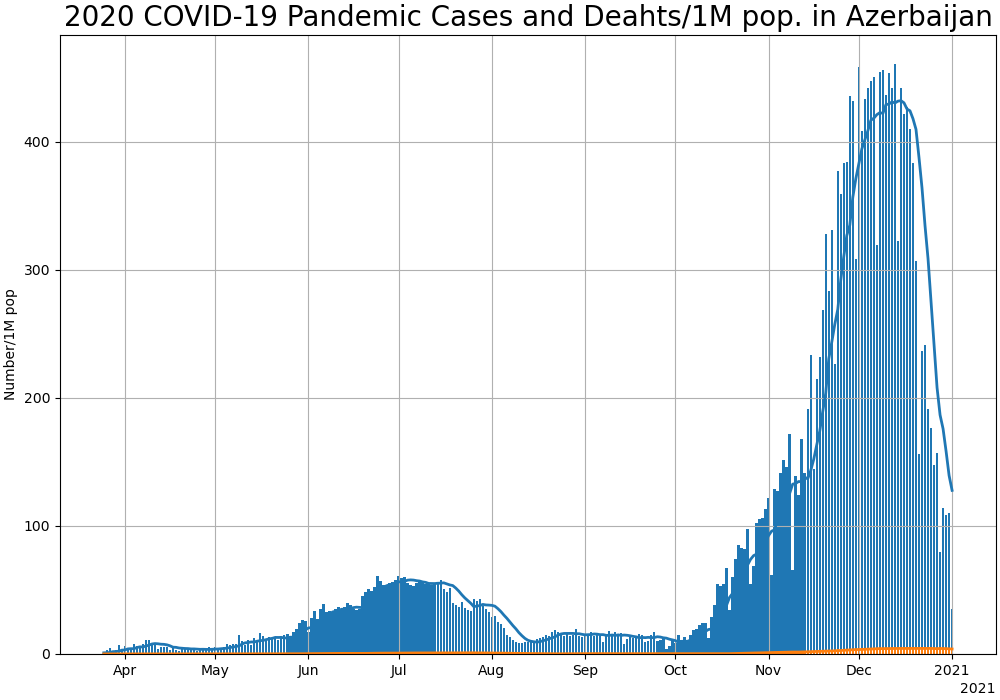 2020 COVID-19 Pandemic Cases and Deahts/1M pop. in Azerbaijan
Number/1M pop
400
300
200
100
0
Apr May Jun Jul Aug Sep Oct Nov Dec 2021
2021